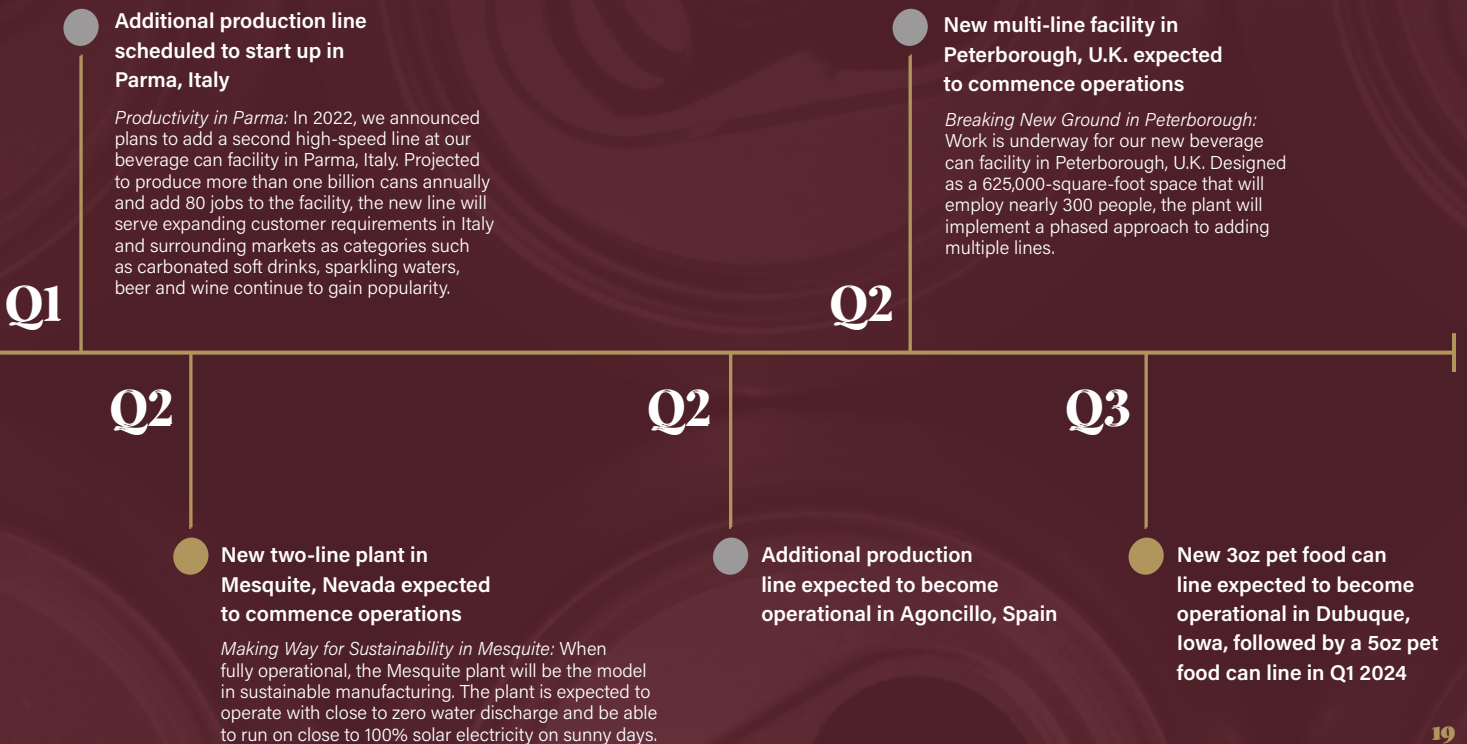 Additional production line
scheduled to start up in
Parma, Italy
Productivity in Parma: In 2022, we announced
plans to add a second high-speed line at our
beverage can facility in Parma, Italy. Projected
to produce more than one billion cans annually
and add 80 jobs to the facility, the new line will
serve expanding customer requirements in Italy
and surrounding markets as categories such
as carbonated soft drinks, sparkling waters,
beer and wine continue to gain popularity.
Q1
New multi-line facility in
Peterborough, U.K. expected
to commence operations
Breaking New Ground in Peterborough:
Work is underway for our new beverage
can facility in Peterborough, U.K. Designed
as a 625,000-square-foot space that will
employ nearly 300 people, the plant will
implement a phased approach to adding
multiple lines.
Q2
Q2
New two-line plant in
Mesquite, Nevada expected
to commence operations
Making Way for Sustainability in Mesquite: When
fully operational, the Mesquite plant will be the model
in sustainable manufacturing. The plant is expected to
operate with close to zero water discharge and be able
to run on close to 100% solar electricity on sunny days.
Q2
Additional production
line expected to become
operational in Agoncillo, Spain
Q3
New 3oz pet food can
line expected to become
operational in Dubuque,
Iowa, followed by a 5oz pet
food can line in Q1 2024
19